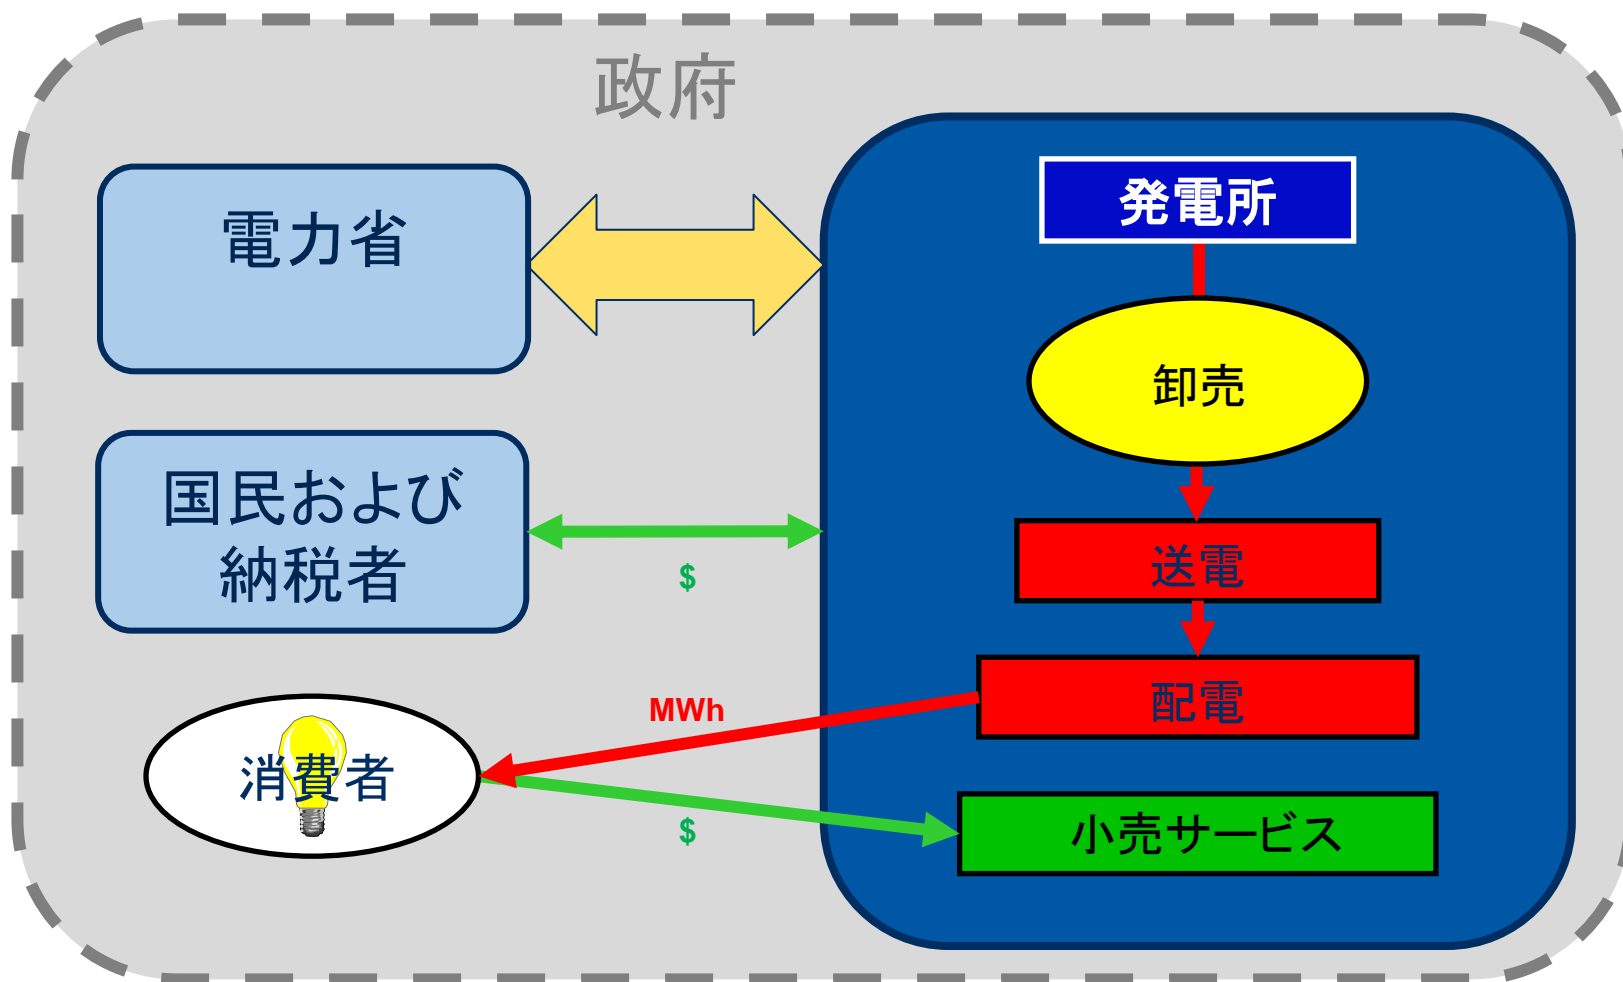 政府
電力省
国民および
納税者
$
MWh
消費者
$
発電所
卸売
送電
配電
小売サービス